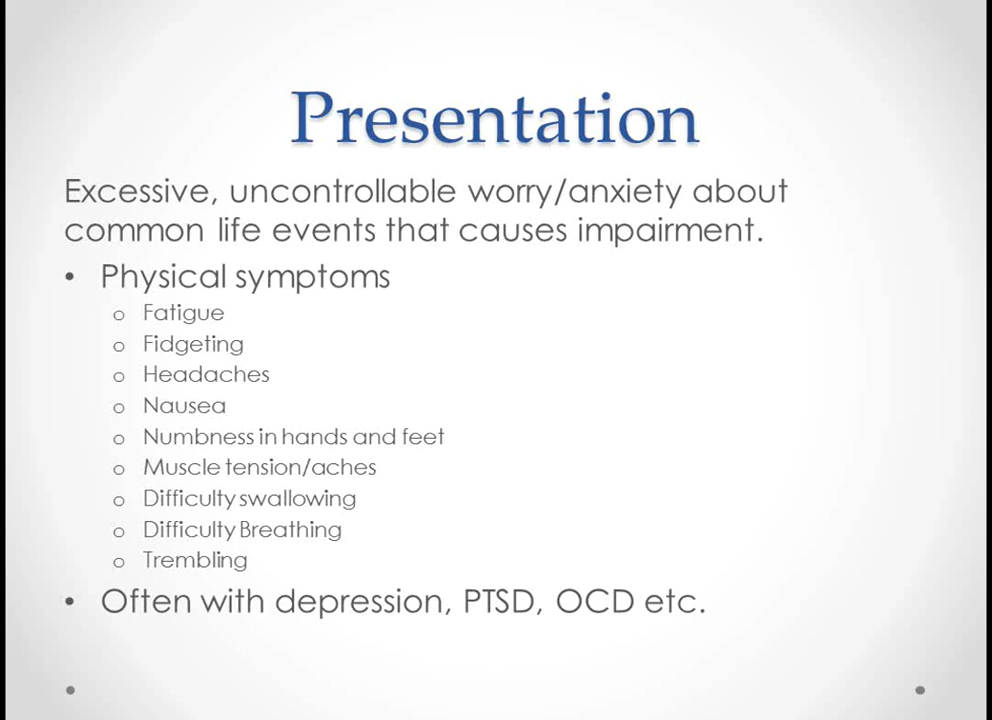 Presentation
Excessive, uncontrollable worry/anxiety about
common life events that causes impairment.
• Physical symptoms
o Fatigue
o Fidgeting
o Headaches
o Nausea
o Numbness in hands and feet
o Muscle tension/aches
o Difficulty swallowing
o Difficulty Breathing
o Trembling
• Often with depression, PTSD, OCD etc.